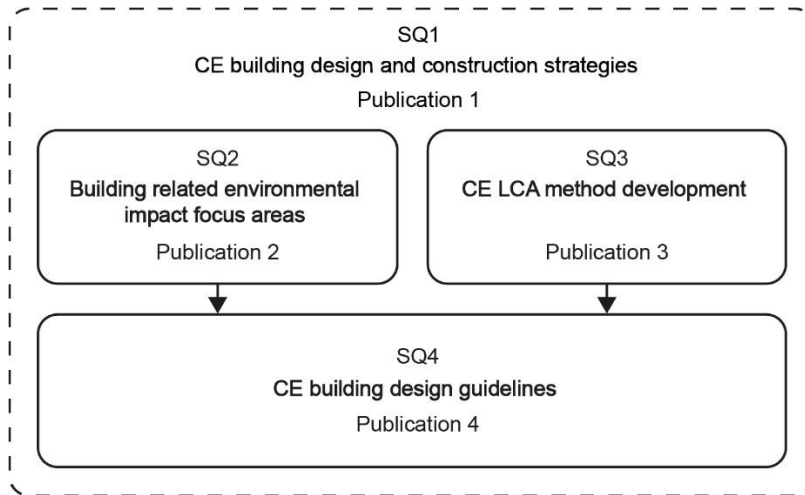 SQ1
CE building design and construction strategies
Publication 1
SQ2
Building related environmental
impact focus areas
Publication 2
SQ3
CE LCA method development
Publication 3
SQ4
CE building design guidelines
Publication 4